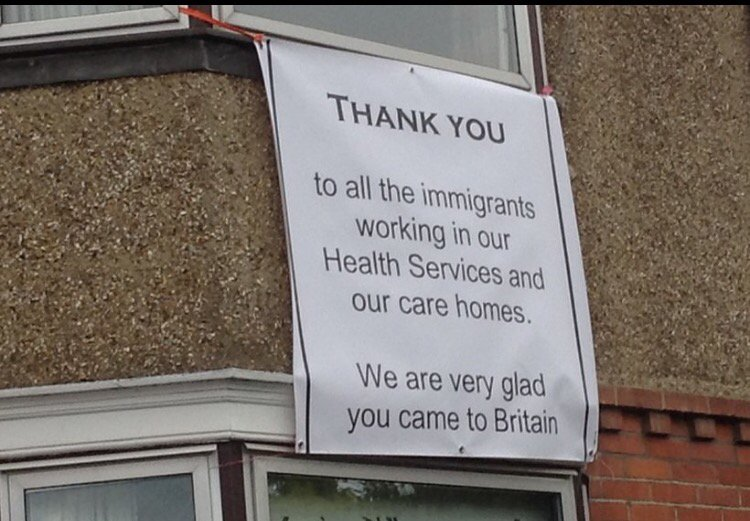 THANK YOU
to all the immigrants
working in our
Health Services and
our care homes.
We are very glad
you came to Britain